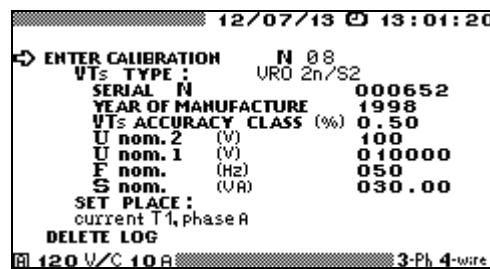 12/07/13 13:01:20
ENTER CALIBRATION N 08
VTs TYPE: VRO 2n/S2
SERIAL N 000652
YEAR OF MANUFACTURE 1998
VTs ACCURACY CLASS (%) 0.50
U nom.2 (V) 100
U nom.1 (V) 010000
F nom. (Hz) 050
S nom. (VA) 030.00
SET PLACE:
current T1, phase A
DELETE LOG
A 120 V/C 10 A 3-Ph 4-wire